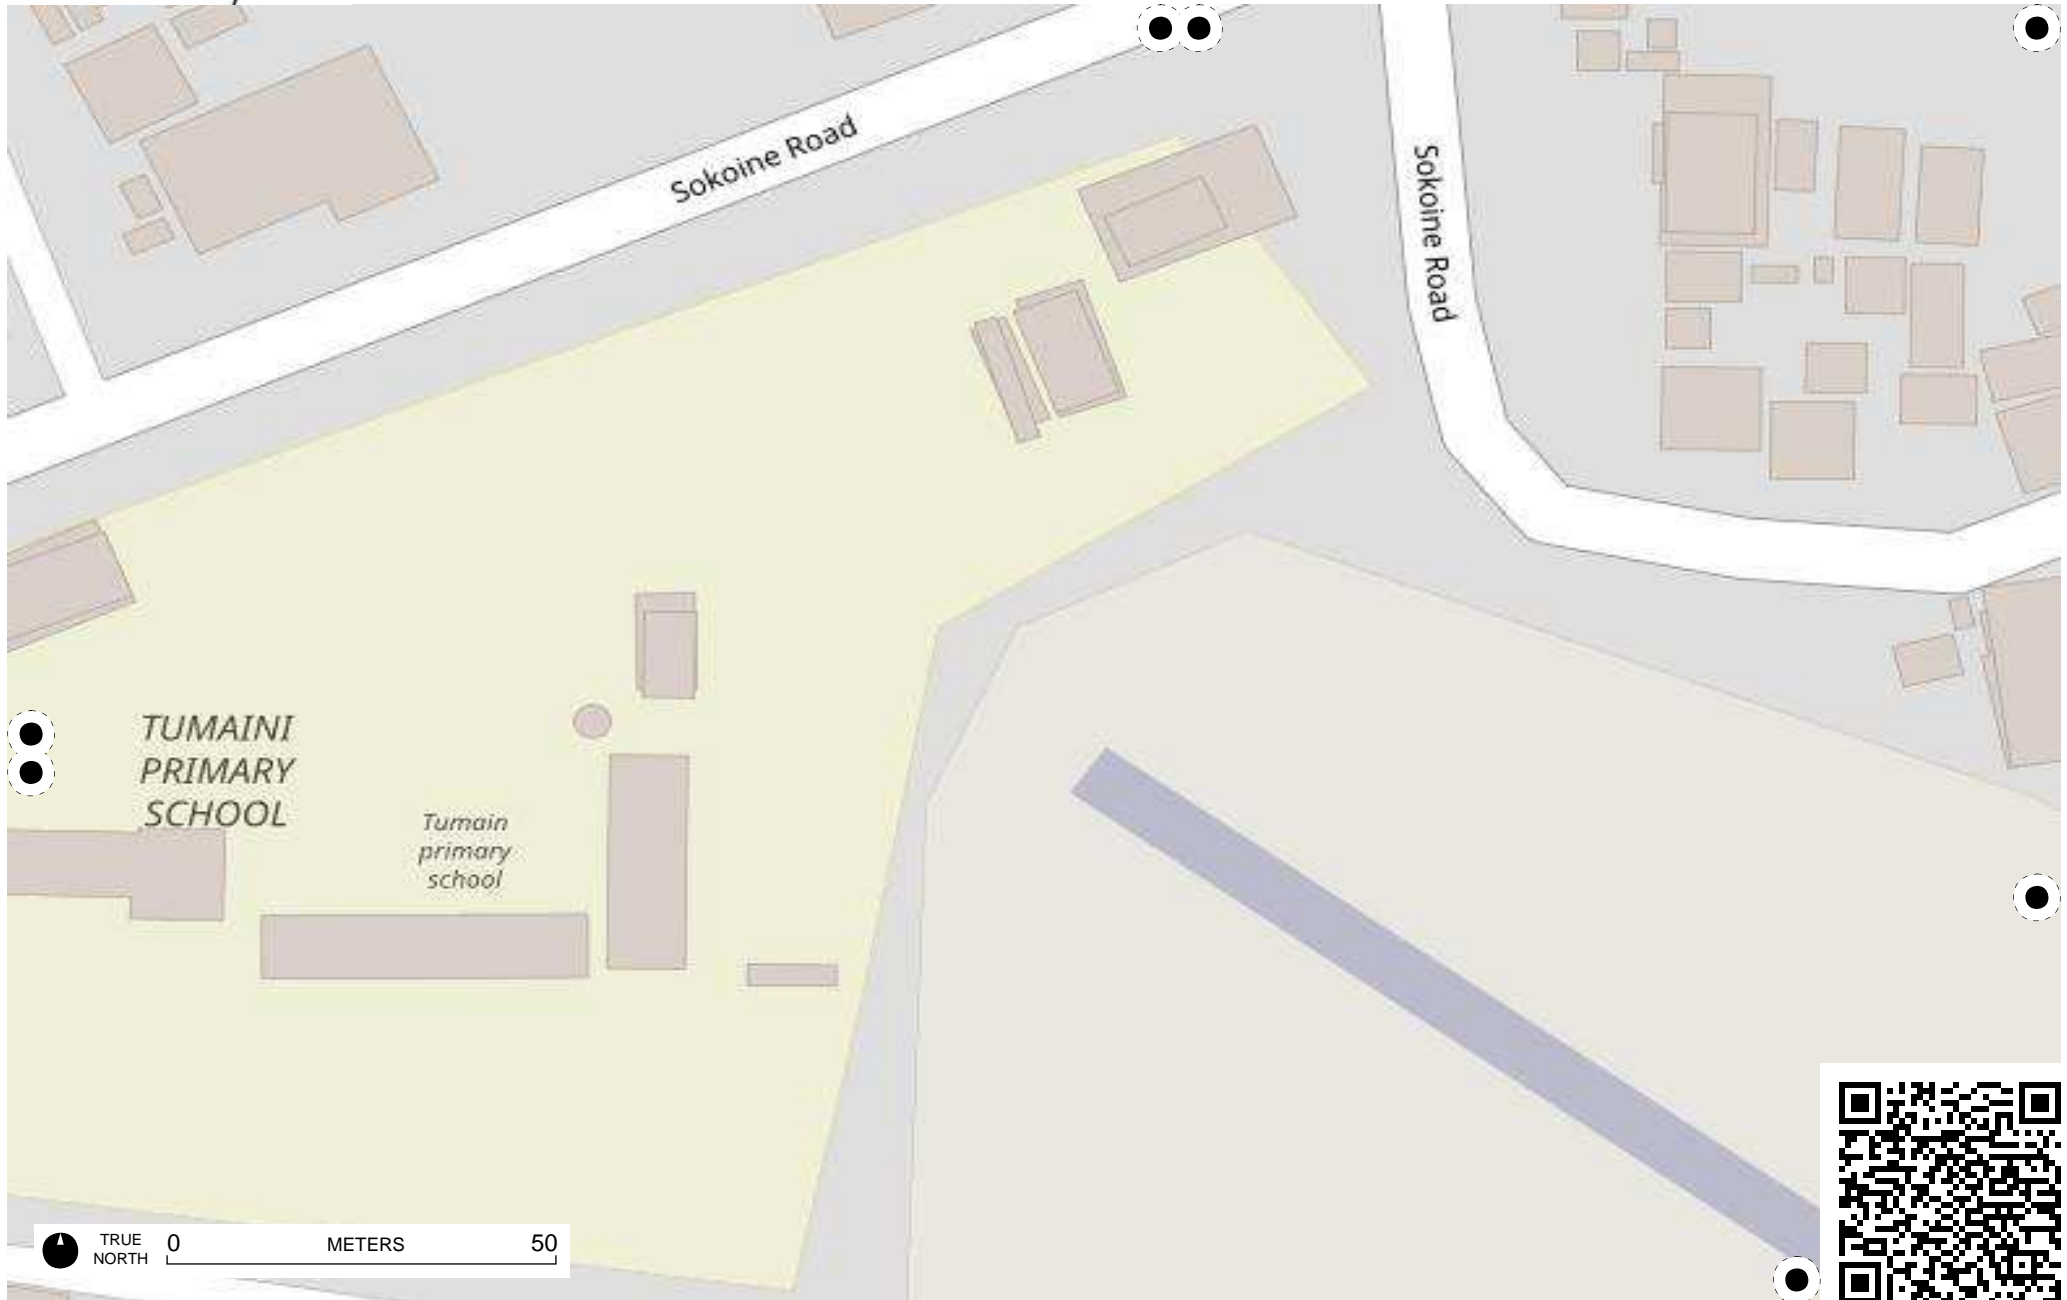 Sokoine Road
Sokoine Road
TUMAINI
PRIMARY
SCHOOL
Tumain
primary
school
TRUE
NORTH
0
METERS
50